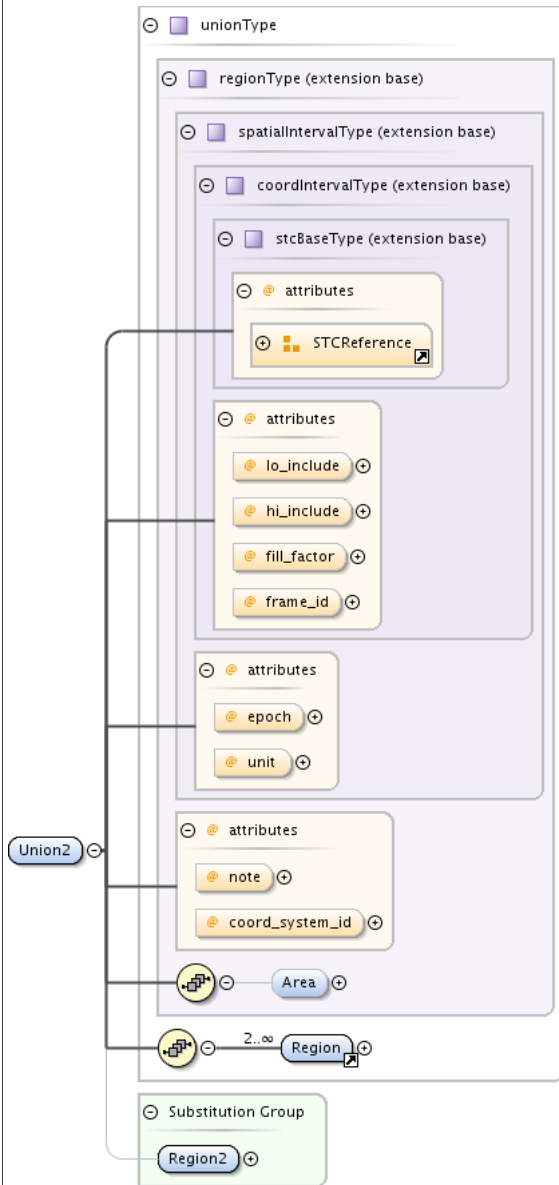 unionType
regionType (extension base)
spatialIntervalType (extension base)
coordIntervalType (extension base)
stcBaseType (extension base)
@ attributes
STCReference
@ attributes
@ lo_include
@ hi_include
@ fill_factor
@ frame_id
@ attributes
@ epoch
@ unit
@ attributes
Union2
@ note
@ coord_system_id
Area
2..∞ Region
Substitution Group
Region2